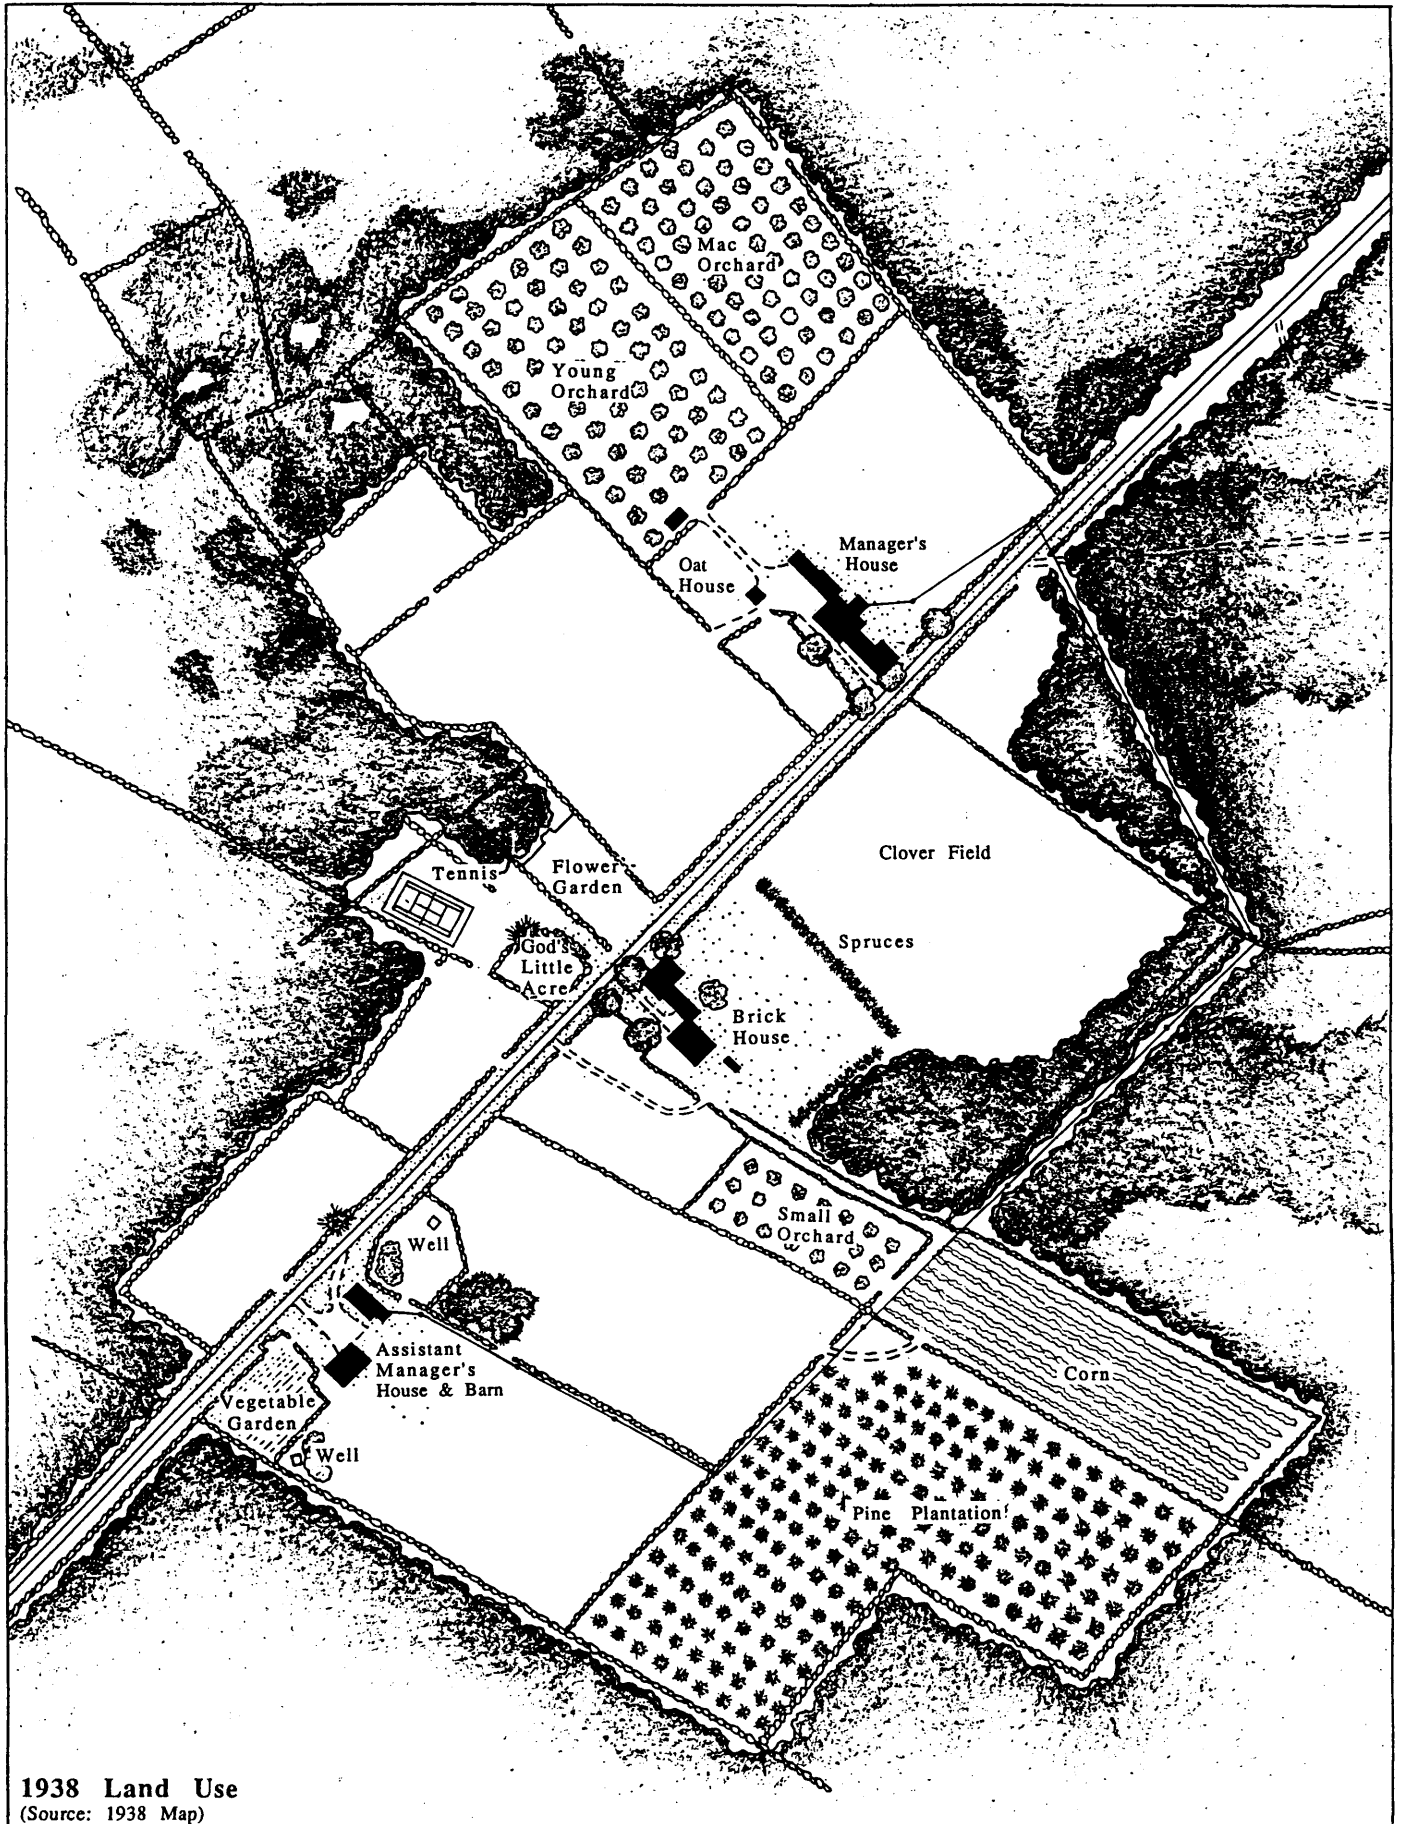 Mac
Orchard
Young
Orchard
Manager's
House
Oat
House
Clover Field
Tennis
Flower
Garden
Spruces
God's
Little
Acre
Brick
House
Small
Orchard
Well
Assistant
Manager's
House & Barn
Corn
Vegetable
Garden
Well
Pine Plantation
1938 Land Use
(Source: 1938 Map)